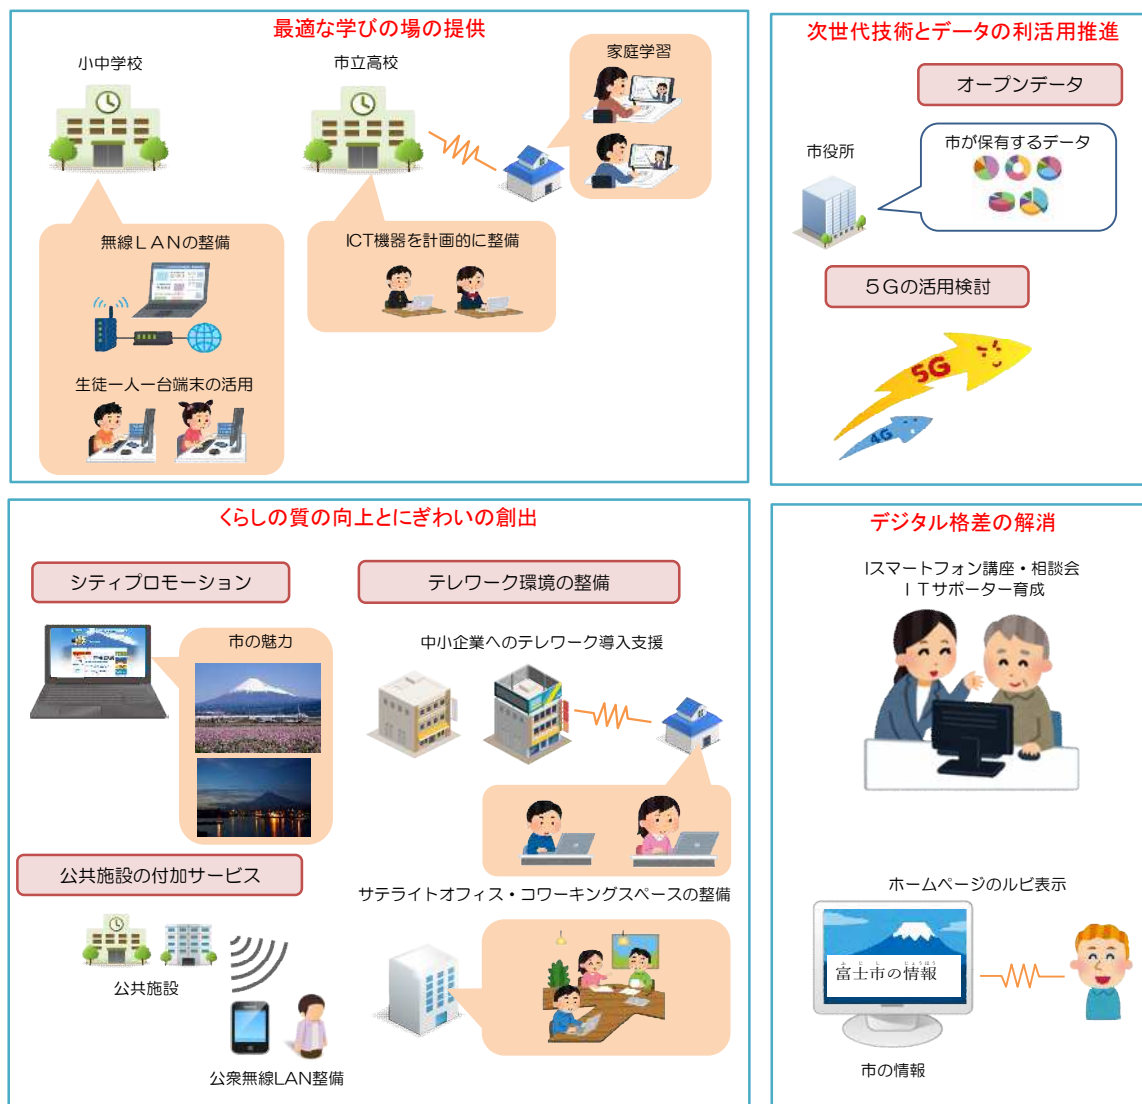 最適な学びの場の提供
小中学校
市立高校
家庭学習
無線ＬＡＮの整備
生徒一人一台端末の活用
ICT機器を計画的に整備
次世代技術とデータの利活用推進
オープンデータ
市役所
市が保有するデータ
５Ｇの活用検討
5G
4G
くらしの質の向上とにぎわいの創出
シティプロモーション
市の魅力
テレワーク環境の整備
中小企業へのテレワーク導入支援
サテライトオフィス・コワーキングスペースの整備
公共施設の付加サービス
公共施設
公衆無線LAN整備
デジタル格差の解消
lスマートフォン講座・相談会
ＩＴサポーター育成
ホームページのルビ表示
ふじし じょうほう
富士市の情報
市の情報